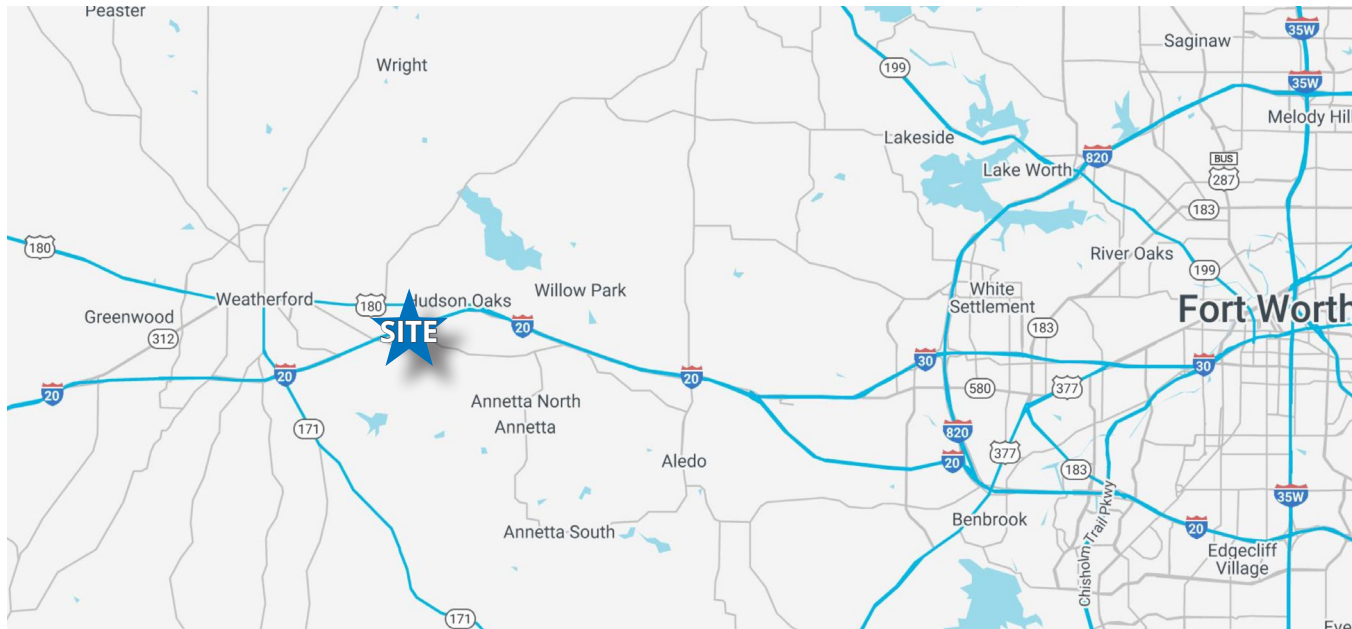 Peaster
Wright
Saginaw
35W
199
35W
Melody Hill
Lakeside
Lake Worth
820
BUS
287
183
180
River Oaks
199
Weatherford
180
Hudson Oaks
Willow Park
White
Settlement
Fort Worth
Greenwood
312
SITE
20
183
30
30
20
20
20
580
377
Annetta North
Annetta
171
820
377
Aledo
20
183
35W
Annetta South
Benbrook
20
Chisholm Trail Pkwy
Edgecliff
Village
171